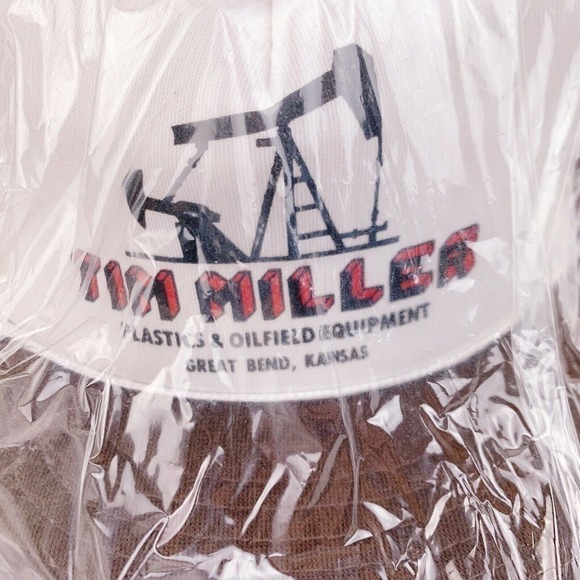 TIM MILLER
PLASTICS & OILFIELD EQUIPMENT
GREAT BEND, KANSAS